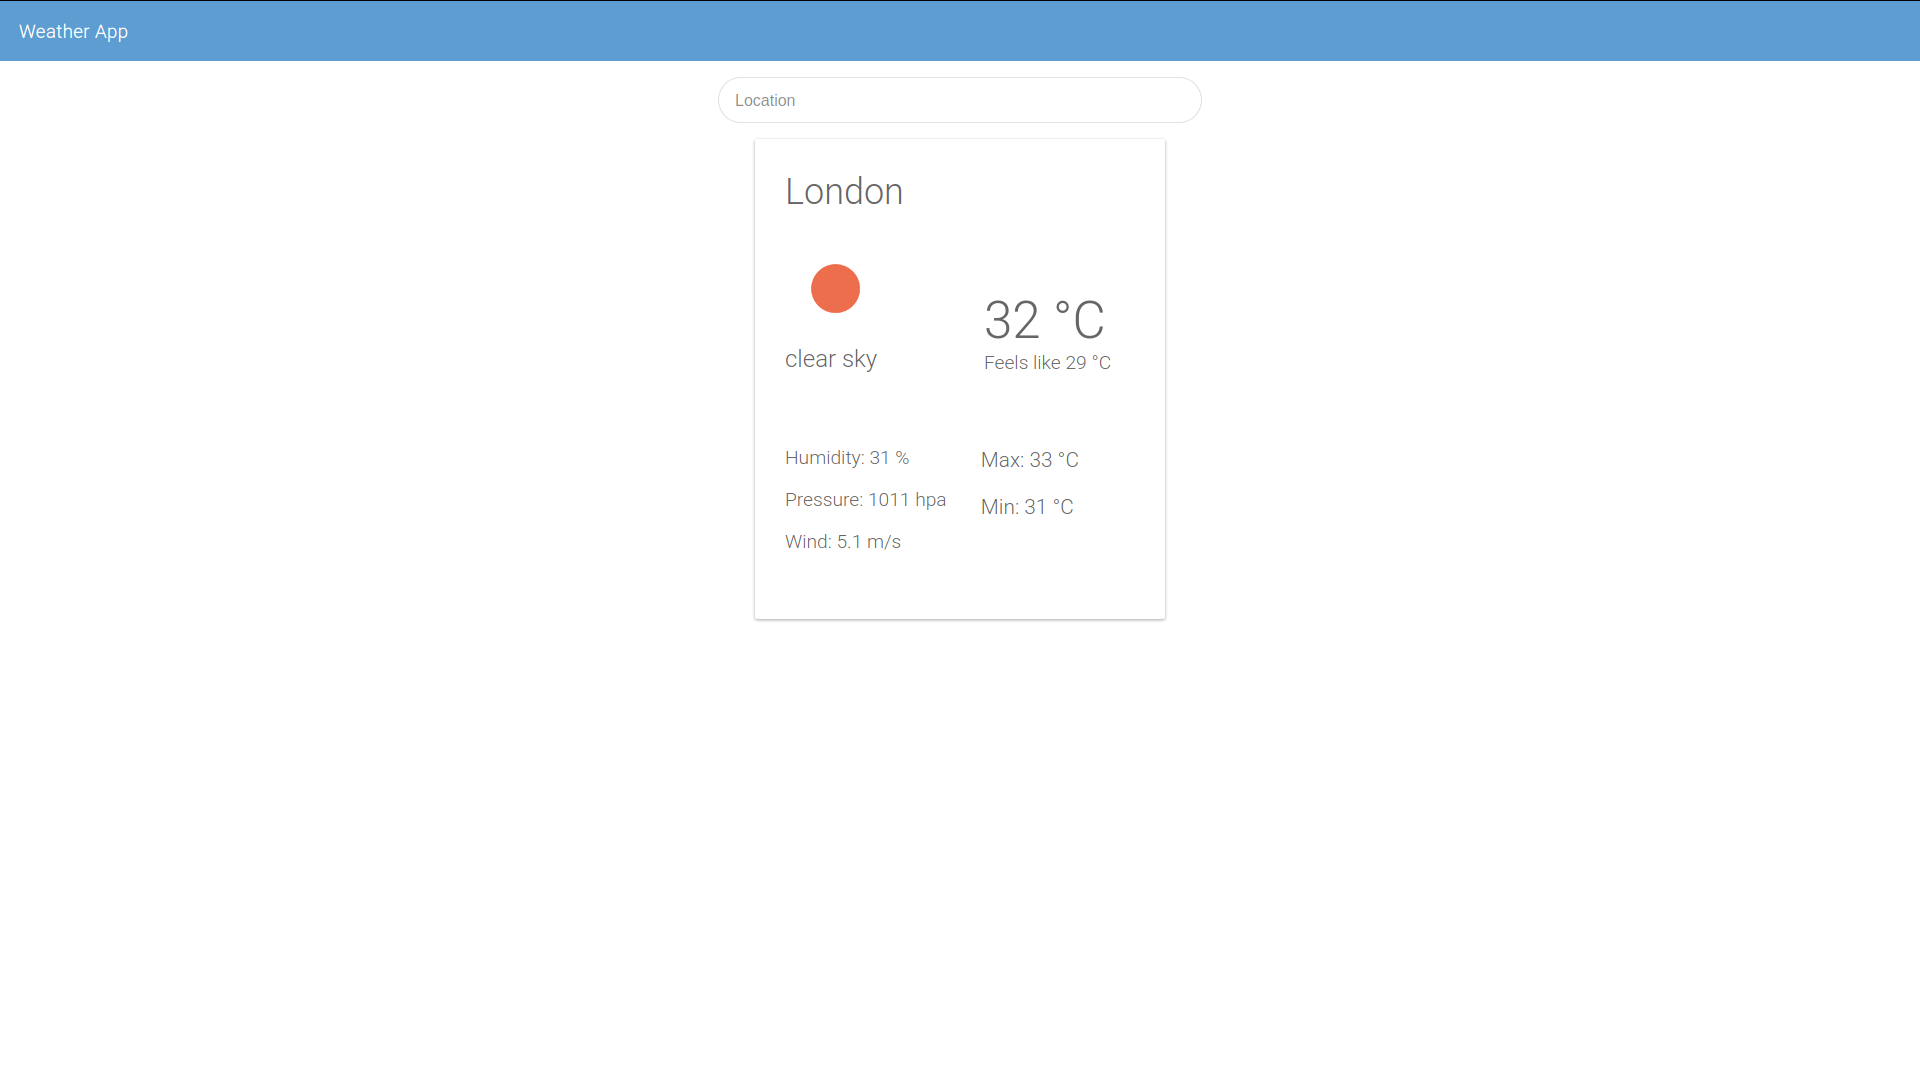 Weather App
Location
London
clear sky
32 °C
Feels like 29 °C
Humidity: 31 %
Pressure: 1011 hpa
Wind: 5.1 m/s
Max: 33 °C
Min: 31 °C